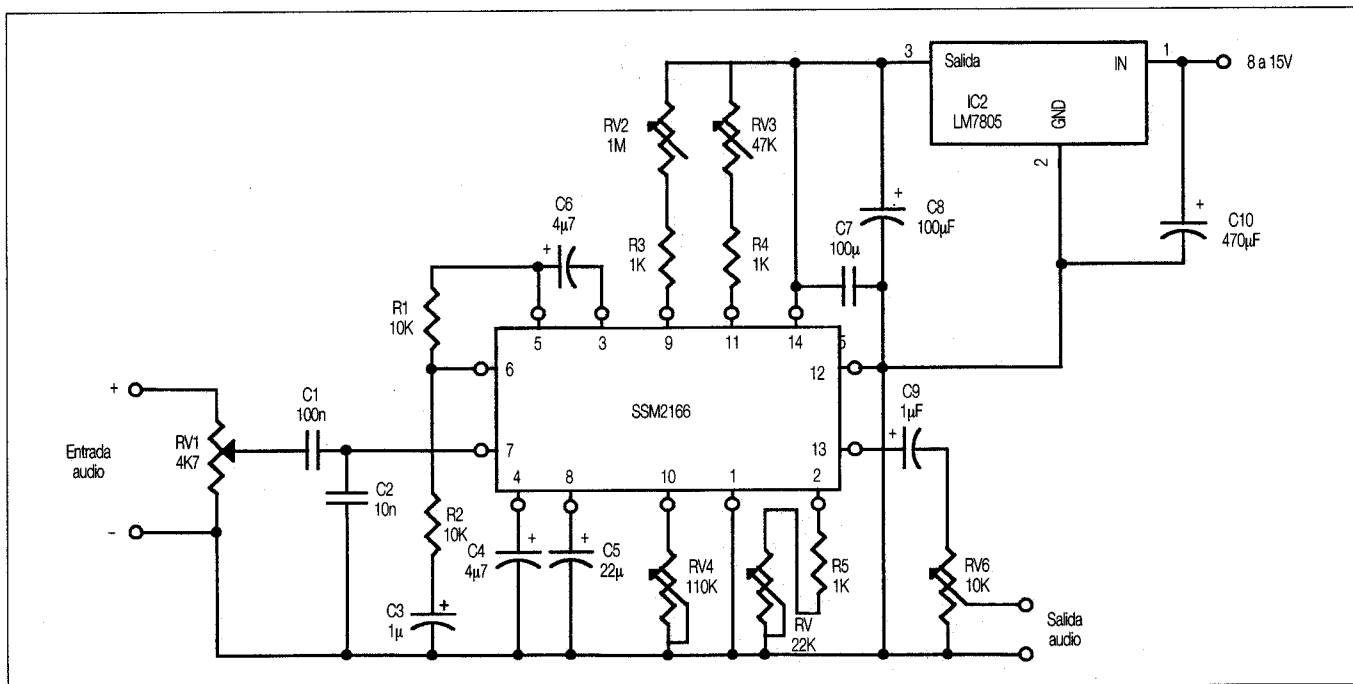 3
Salida
IN
1
8 a 15V
IC2
LM7805
GND
2
RV2
1M
RV3
47K
C6
4µ7
+
R3
1K
R4
1K
C7
100µ
+
C8
100µF
+
C10
470µF
R1
10K
5
3
9
11
14
5
6
12
SSM2166
+
Entrada
audio
−
RV1
4K7
C1
100n
7
13
C9
1µF
+
C2
10n
4
8
10
1
2
R2
10K
C4
4µ7
+
C5
22µ
+
RV4
110K
RV
22K
R5
1K
RV6
10K
C3
1µ
+
Salida
audio